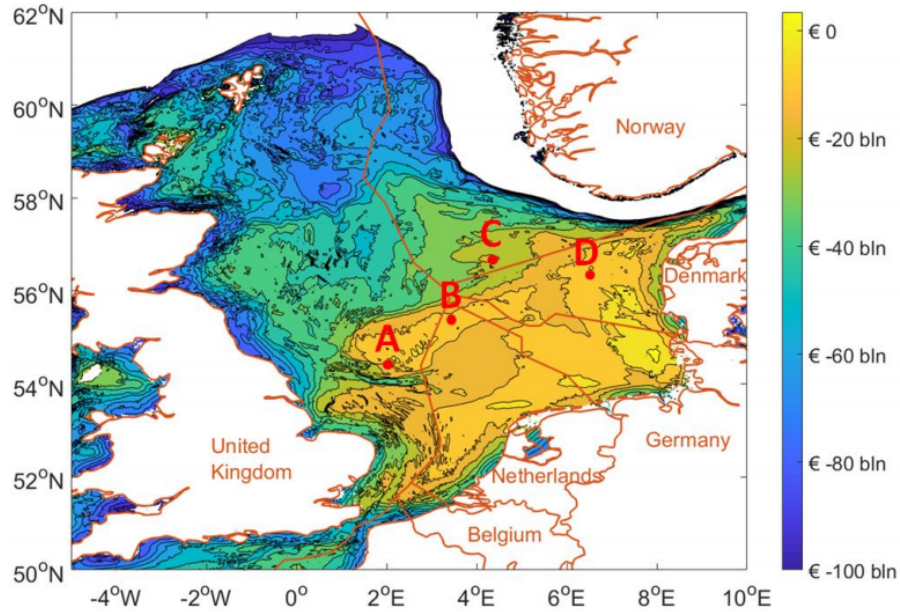 62°N
60°N
58°N
56°N
54°N
52°N
50°N
-4°W
-2°W
0°
2°E
4°E
6°E
8°E
10°E
Norway
C
D
Denmark
B
A
United
Kingdom
Germany
Netherlands
Belgium
€ 0
€ -20 bln
€ -40 bln
€ -60 bln
€ -80 bln
€ -100 bln